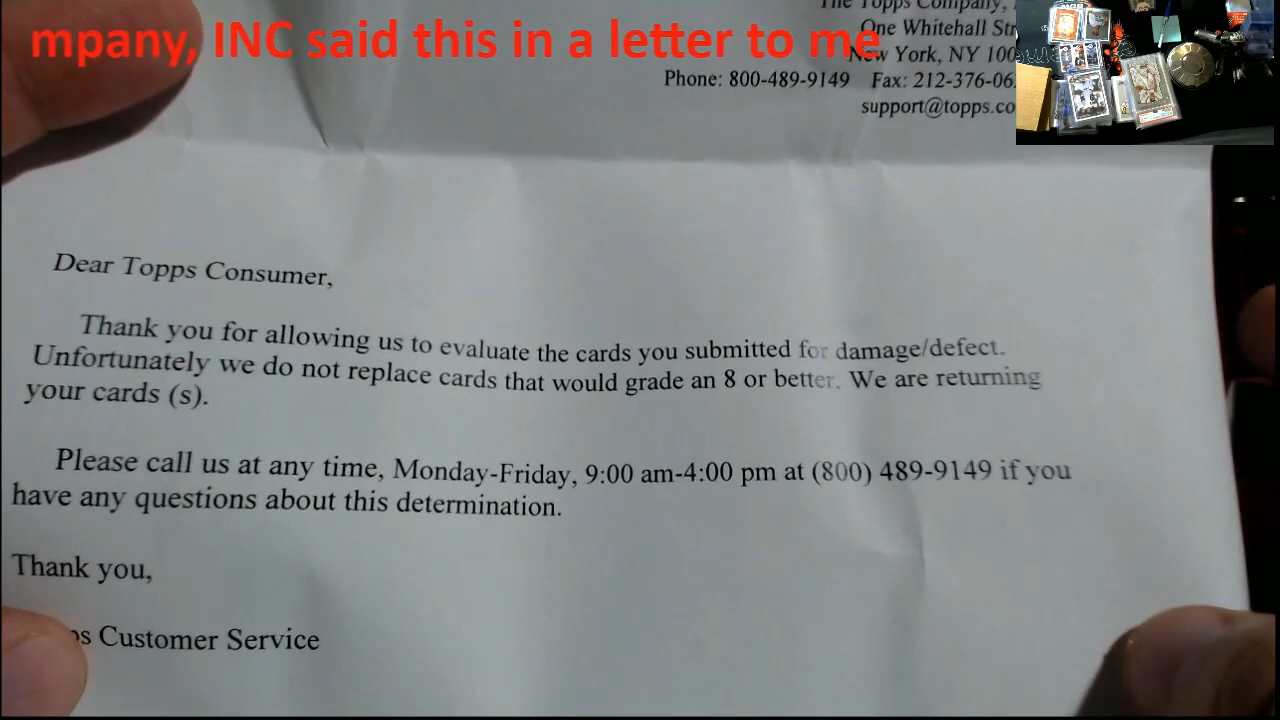 mpany, INC said this in a letter to me
The Topps Company,
One Whitehall Str
New York, NY 100
Phone: 800-489-9149 Fax: 212-376-06
support@topps.co
Dear Topps Consumer,
Thank you for allowing us to evaluate the cards you submitted for damage/defect.
Unfortunately we do not replace cards that would grade an 8 or better. We are returning
your cards (s).
Please call us at any time, Monday-Friday, 9:00 am-4:00 pm at (800) 489-9149 if you
have any questions about this determination.
Thank you,
ps Customer Service